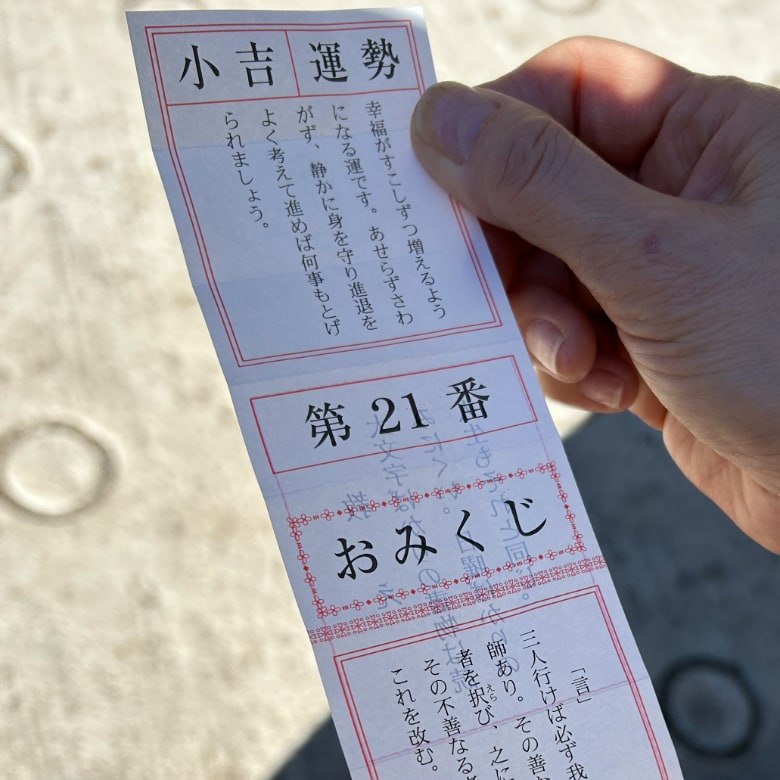 運勢
小吉
幸福がすこしずつ増えるよう
になる運です。あせらずさわ
がず、静かに身を守り進退を
よく考えて進めば何事もとげ
られましょう。
第21番
おみくじ
「言」
三人行けば必ず我
師あり。その善
者を択び、之に
えら
その不善なる
これを改む。